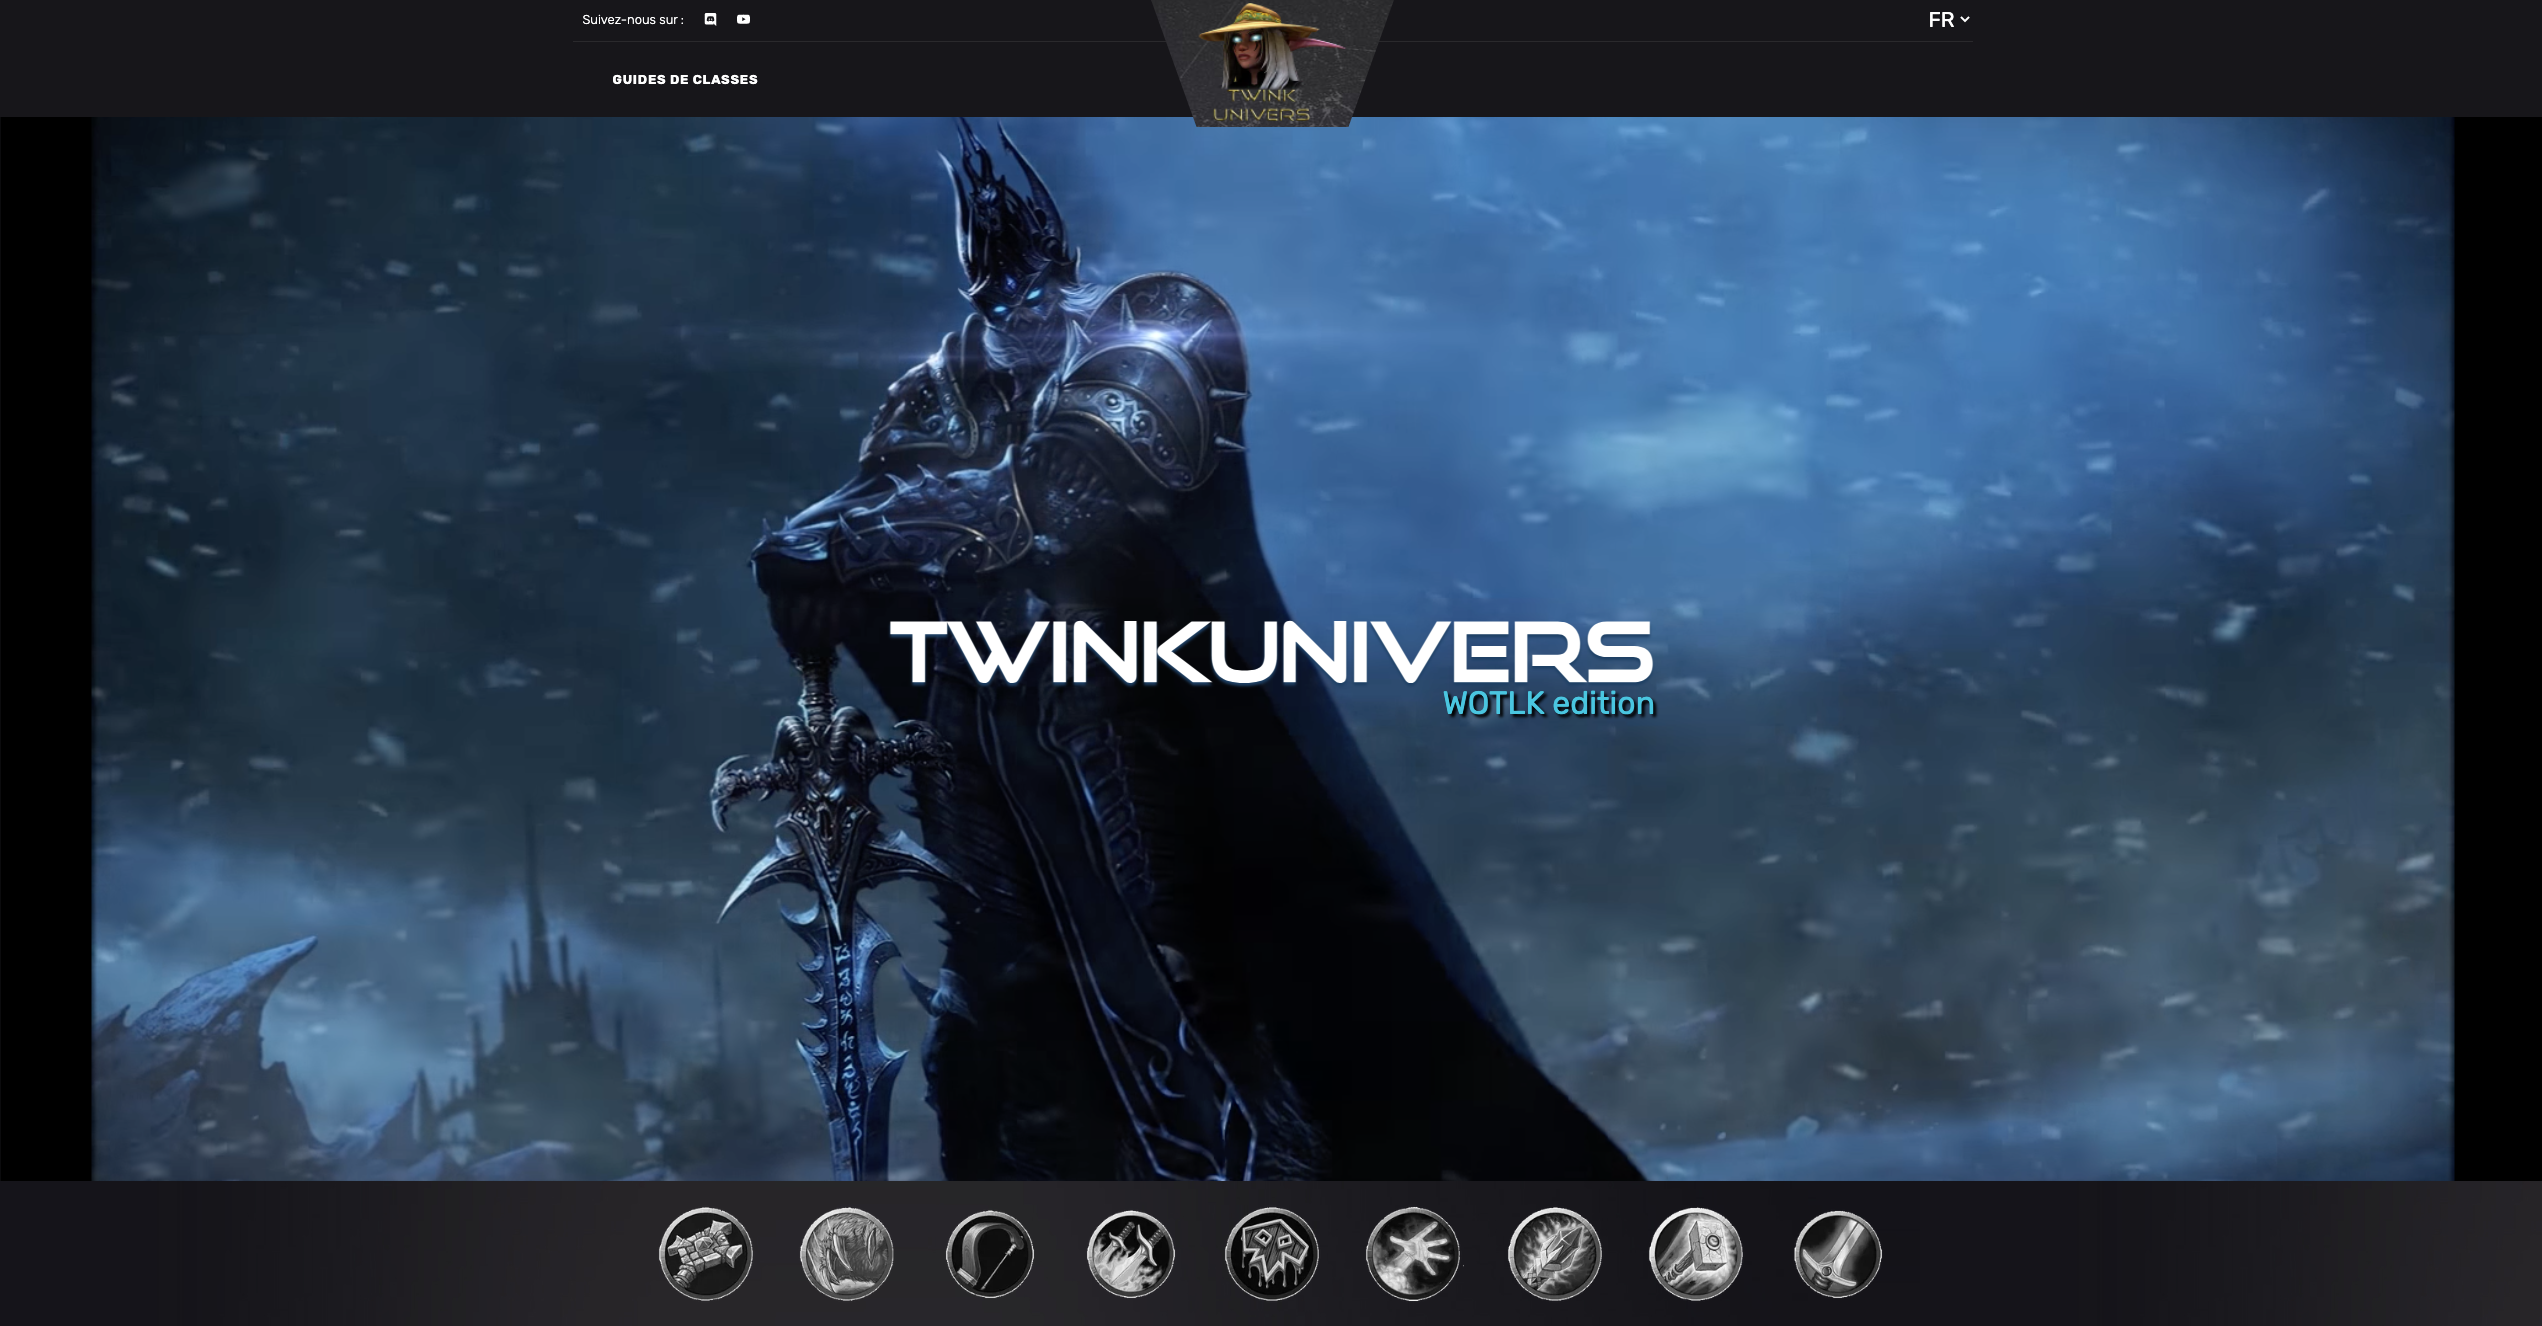 Suivez-nous sur :
FR
GUIDES DE CLASSES
TWINK
UNIVERS
TWINKUNIVERS
WOTLK edition